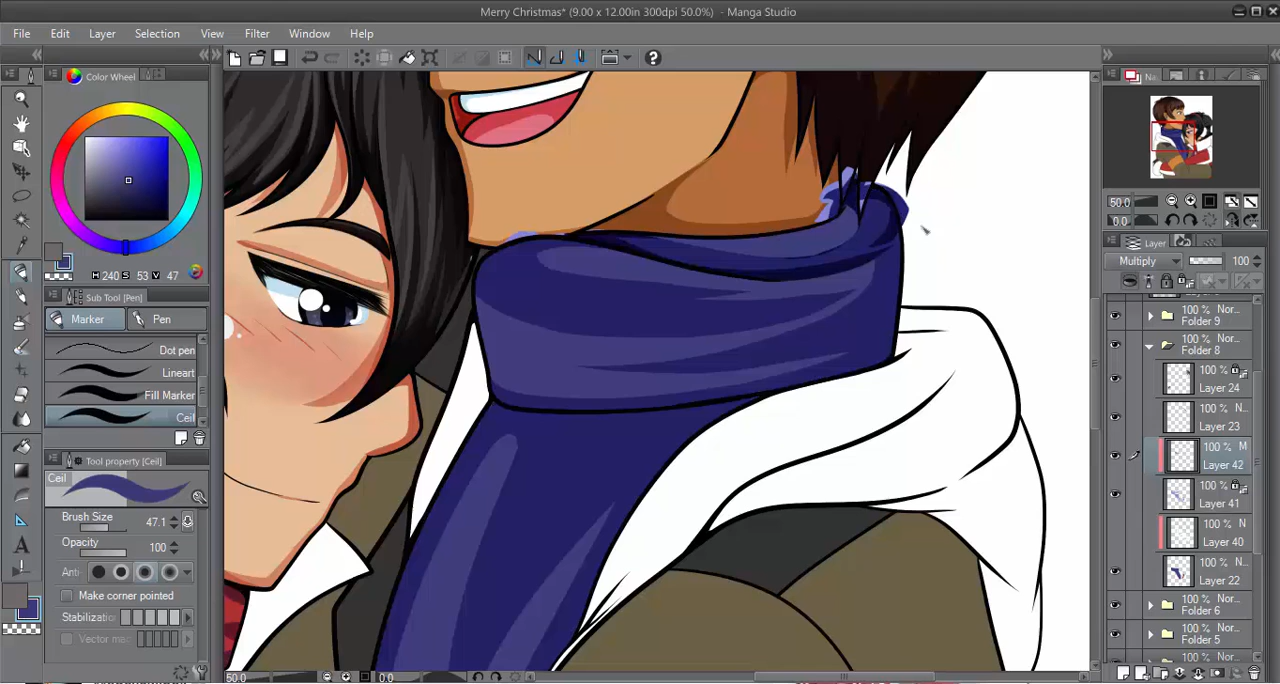 Merry Christmas* (9.00 x 12.00in 300dpi 50.0%) - Manga Studio
File Edit Layer Selection View Filter Window Help
Color Wheel
H 240 S 53 V 47
Sub Tool [Pen]
Marker Pen
Dot pen
Lineart
Fill Marker
Ceil
Tool property [Ceil]
Ceil
Brush Size 47.1
Opacity 100
Anti-
Make corner pointed
Stabilizatio
Vector mag
50.0 0.0
50.0
0.0
Layer
Multiply 100
100 % Nor...
Folder 9
100 % Nor...
Folder 8
100 %
Layer 24
100 % N...
Layer 23
100 % M
Layer 42
100 %
Layer 41
100 % N
Layer 40
100 % N...
Layer 22
100 % Nor...
Folder 6
100 % Nor...
Folder 5
100 % Nor...